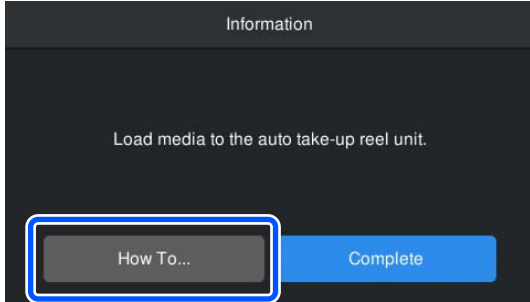 Information
Load media to the auto take-up reel unit.
How To...
Complete